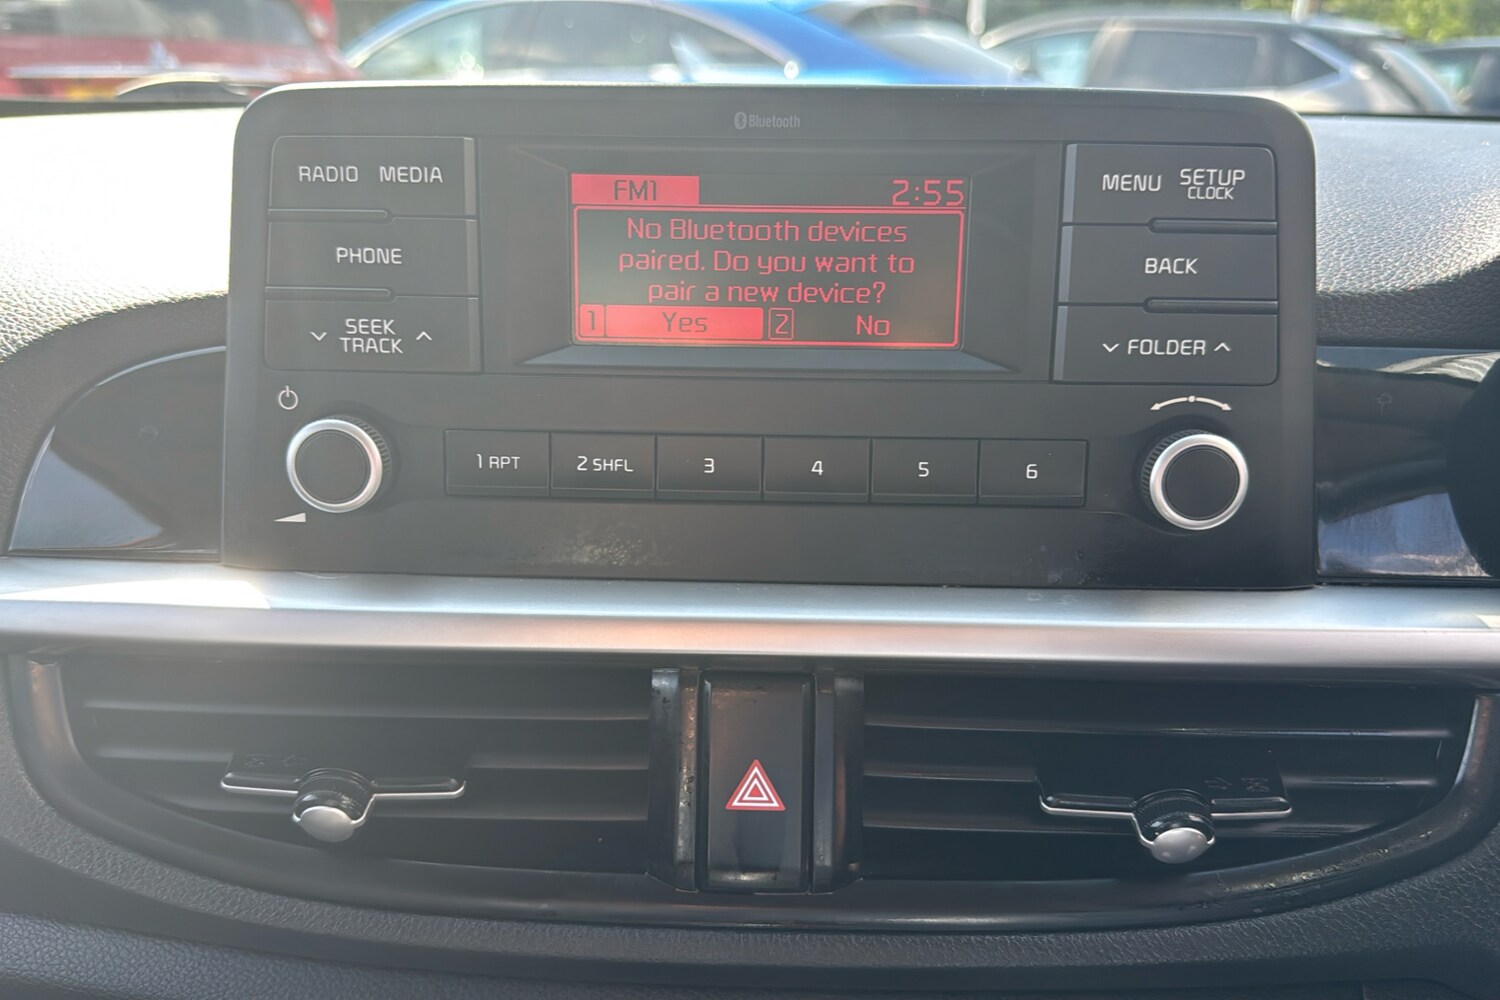 Bluetooth
RADIO MEDIA
PHONE
SEEK
TRACK
FM1 2:55
No Bluetooth devices
paired. Do you want to
pair a new device?
1 Yes 2 No
MENU SETUP
CLOCK
BACK
FOLDER
1 RPT 2 SHFL 3 4 5 6